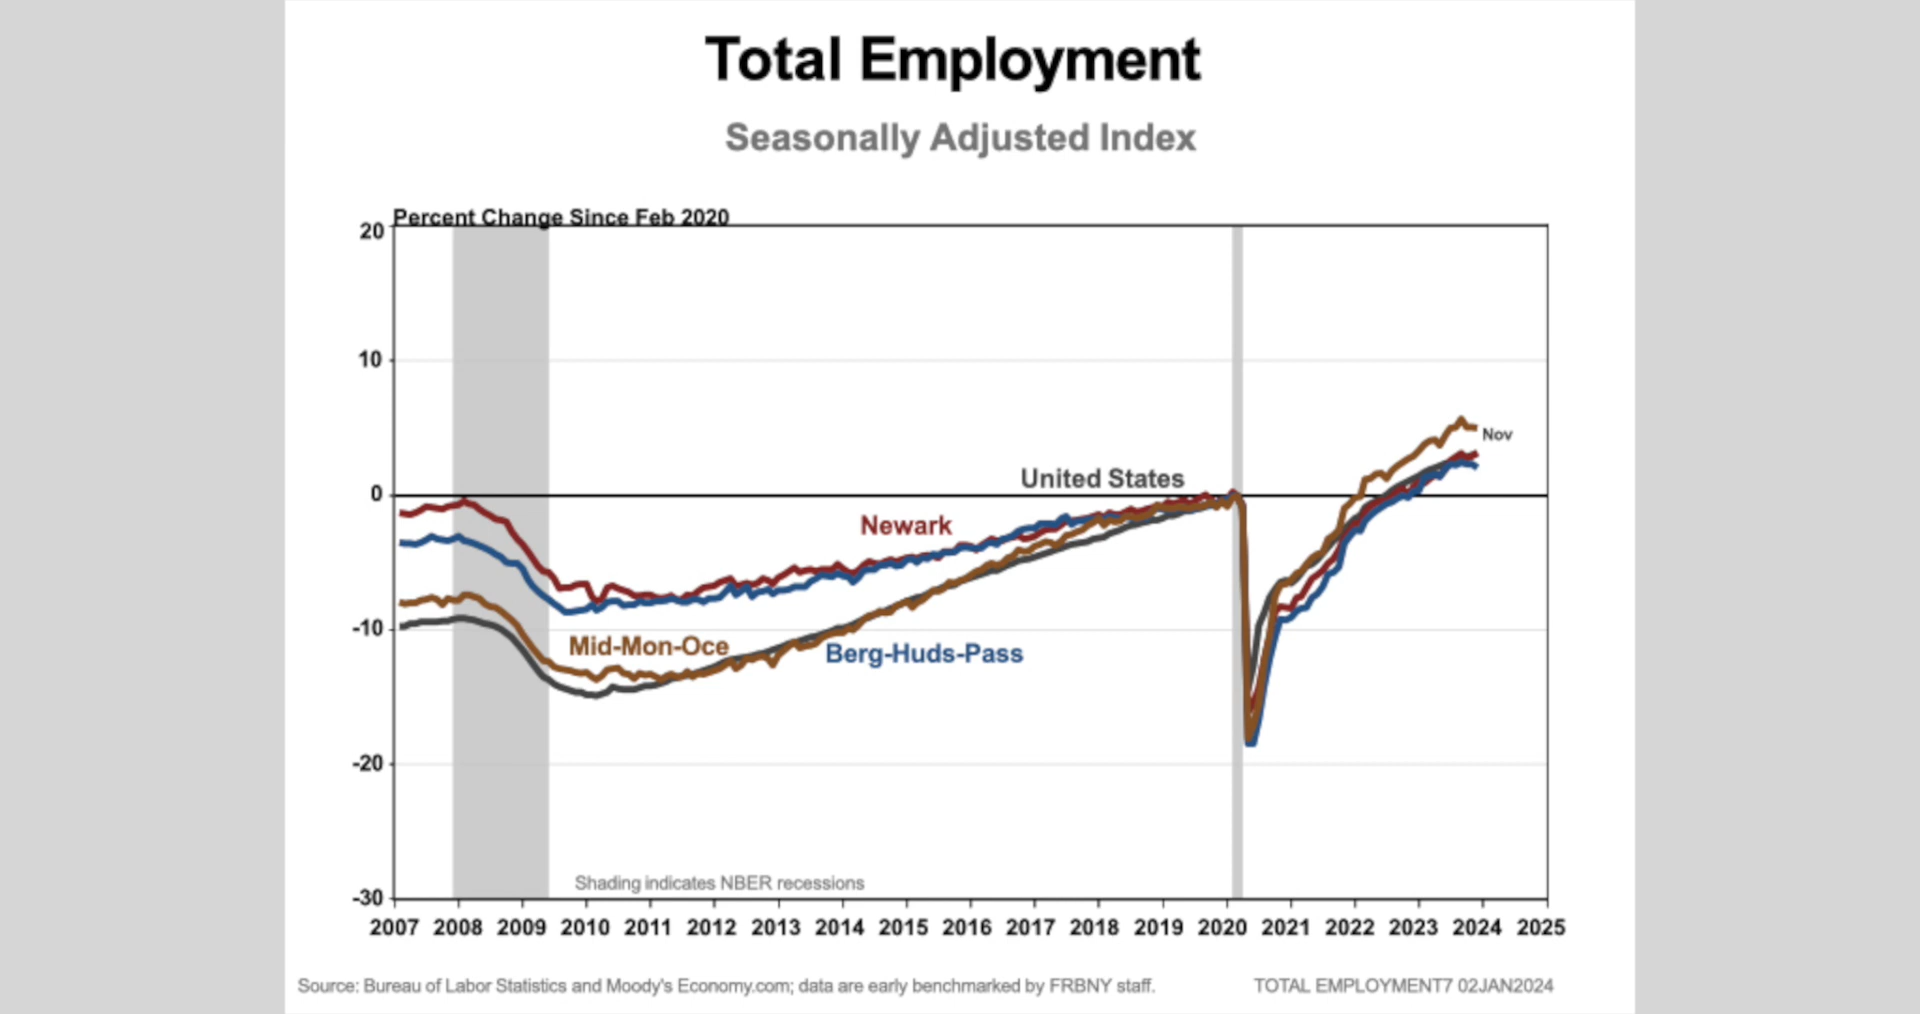 Total Employment
Seasonally Adjusted Index
Percent Change Since Feb 2020
20
10
0
-10
-20
-30
Nov
United States
Newark
Mid-Mon-Oce
Berg-Huds-Pass
Shading indicates NBER recessions
2007 2008 2009 2010 2011 2012 2013 2014 2015 2016 2017 2018 2019 2020 2021 2022 2023 2024 2025
Source: Bureau of Labor Statistics and Moody's Economy.com; data are early benchmarked by FRBNY staff.
TOTAL EMPLOYMENT7 02JAN2024